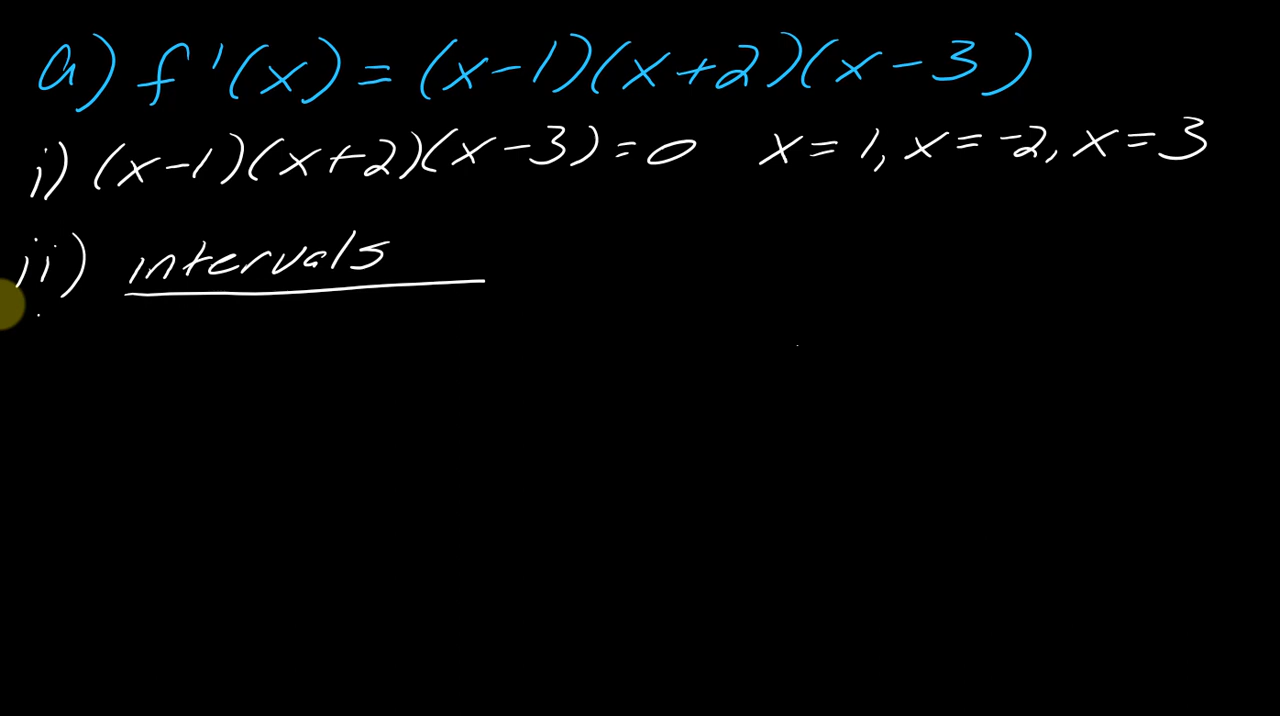 a) f'(x) = (x-1)(x+2)(x-3)
i) (x-1)(x+2)(x-3)=0 x=1, x=-2, x=3
ii) intervals